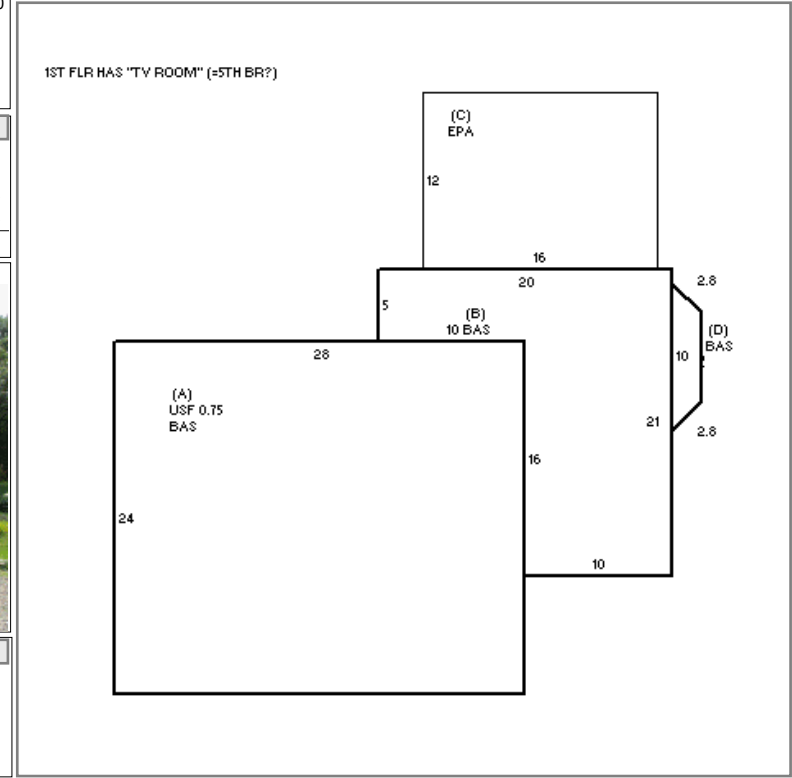 1ST FLR HAS "TV ROOM" (=5TH BR?)
(C)
EPA
12
16
20
2.8
5
(B)
10 BAS
(D)
BAS
28
10
(A)
USF 0.75
BAS
21
2.8
16
24
10